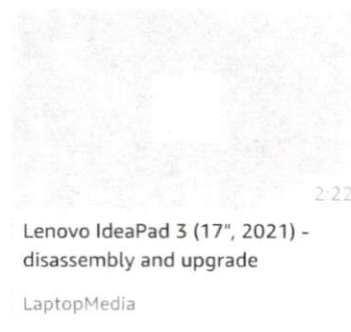 2:22
Lenovo IdeaPad 3 (17", 2021) -
disassembly and upgrade
LaptopMedia